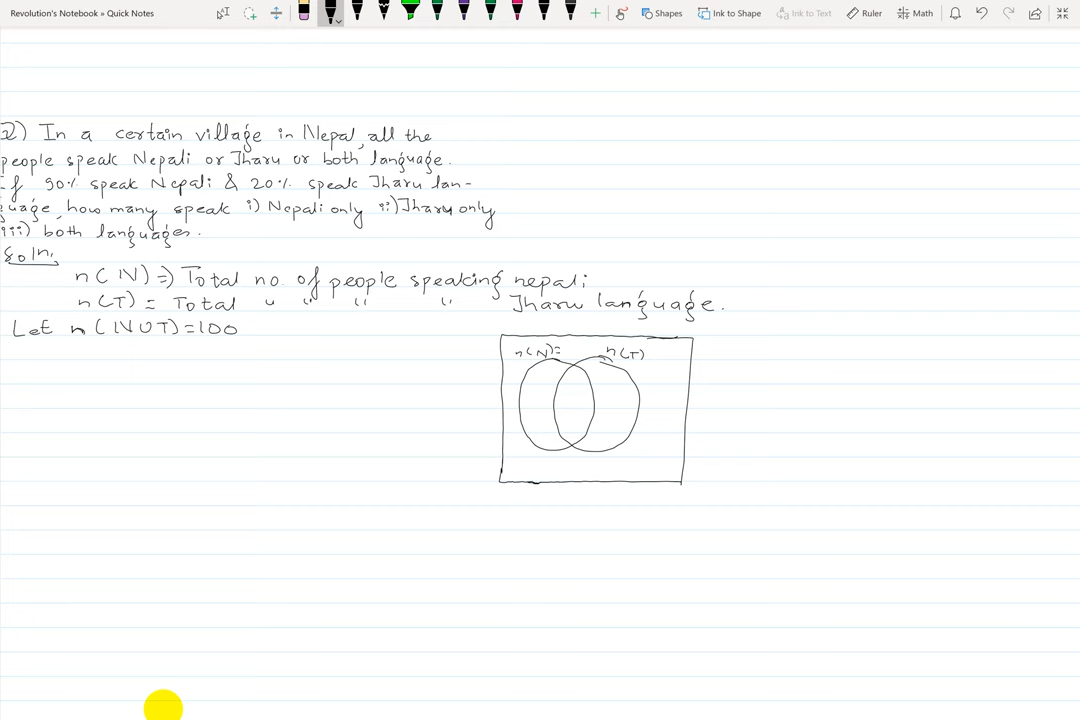 Revolution's Notebook » Quick Notes
Shapes
Ink to Shape
Ink to Text
Ruler
Math
2) In a certain village in Nepal, all the
people speak Nepali or Tharu or both language.
If 90% speak Nepali & 20% speak Tharu lan-
guage, how many speak i) Nepali only ii) Tharu only
iii) both languages.
Soln,
n(N) => Total no. of people speaking nepali
n(T) = Total " " " " Tharu language.
Let n(NUT)=100
n(N)= n(T)